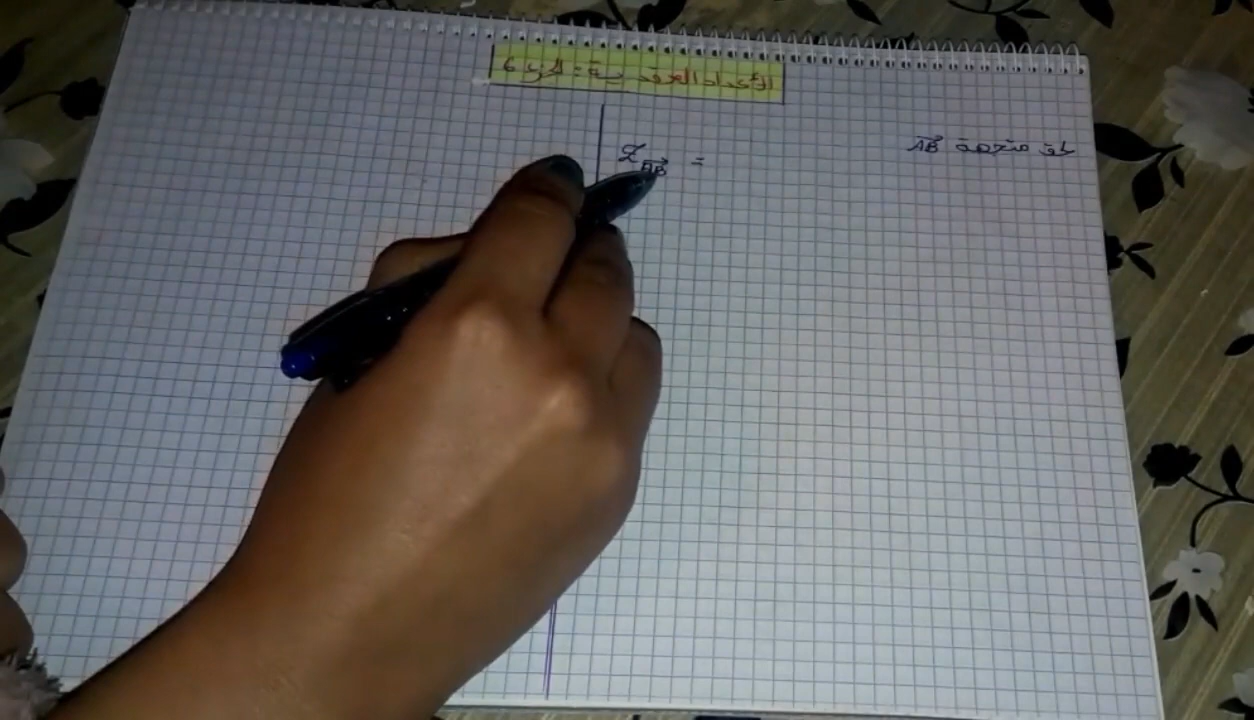 الأعداد العقدية: الجزء 6
لحق متجهة AB⃗
Z_AB⃗ =